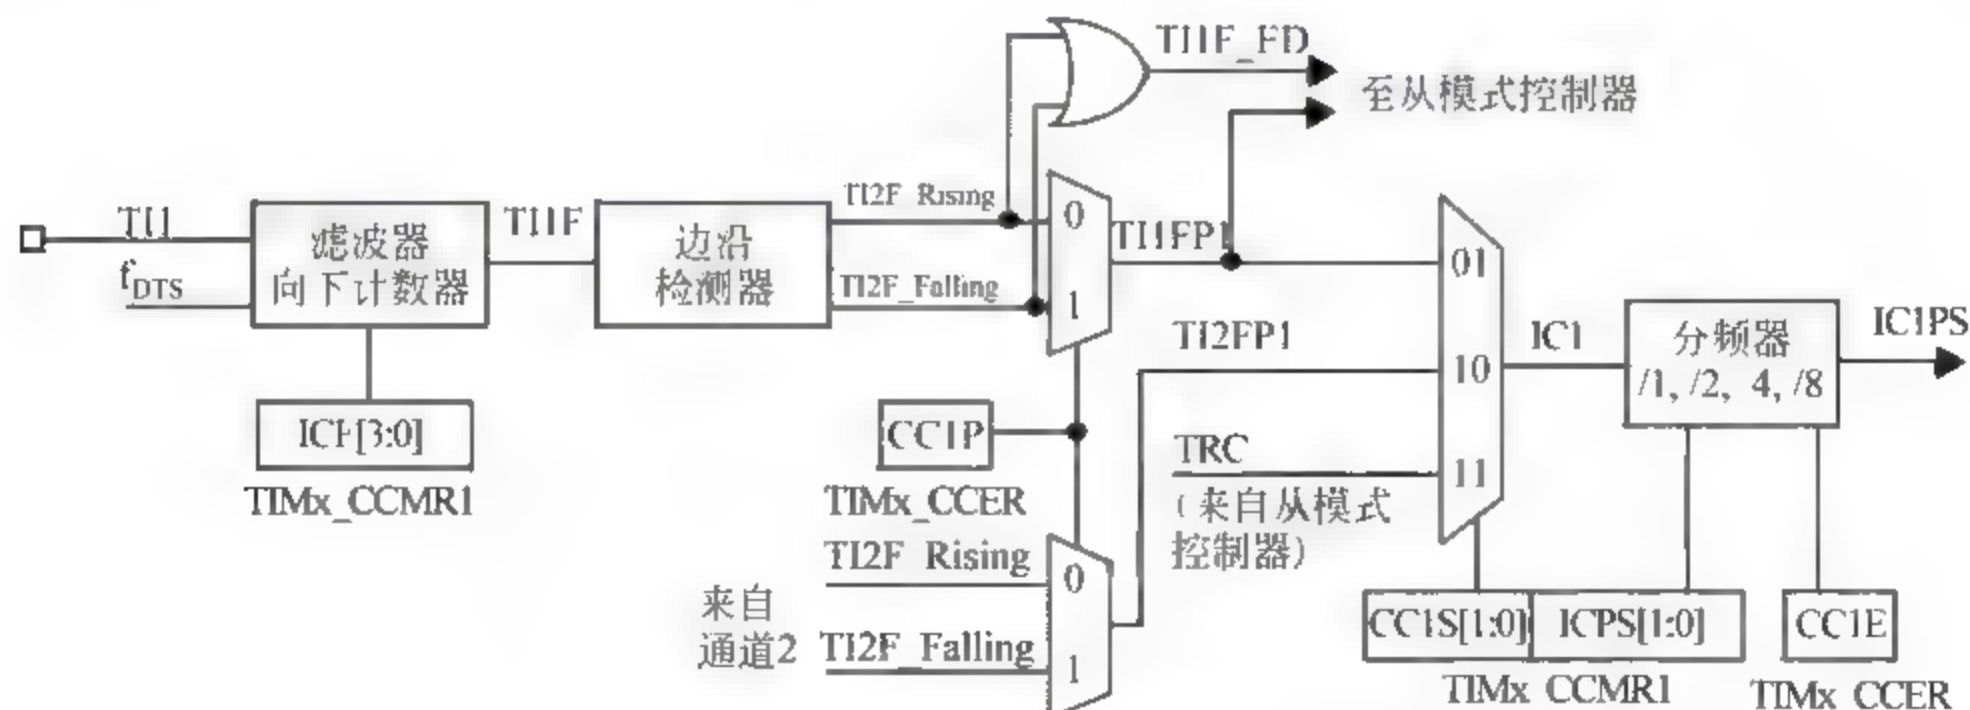 TI1F_ED
至从模式控制器
TI1
f_DTS
滤波器
向下计数器
TI1F
边沿
检测器
TI2F_Rising
TI2F_Falling
0
1
TI1FP1
01
TI2FP1
10
IC1
分频器
/1, /2, 4, /8
IC1PS
ICF[3:0]
TIMx_CCMR1
CC1P
TIMx_CCER
TRC
(来自从模式
控制器)
11
TI2F_Rising
来自
通道2
TI2F_Falling
0
1
CC1S[1:0]
ICPS[1:0]
CC1E
TIMx_CCMR1
TIMx_CCER